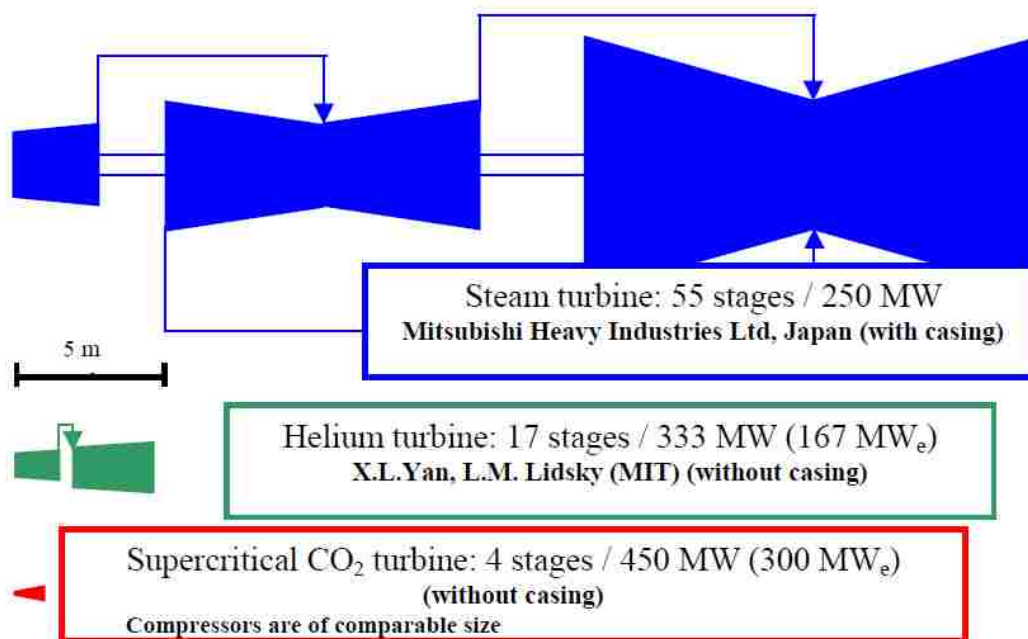 Steam turbine: 55 stages / 250 MW
Mitsubishi Heavy Industries Ltd, Japan (with casing)
5 m
Helium turbine: 17 stages / 333 MW (167 MWₑ)
X.L.Yan, L.M. Lidsky (MIT) (without casing)
Supercritical CO₂ turbine: 4 stages / 450 MW (300 MWₑ)
(without casing)
Compressors are of comparable size